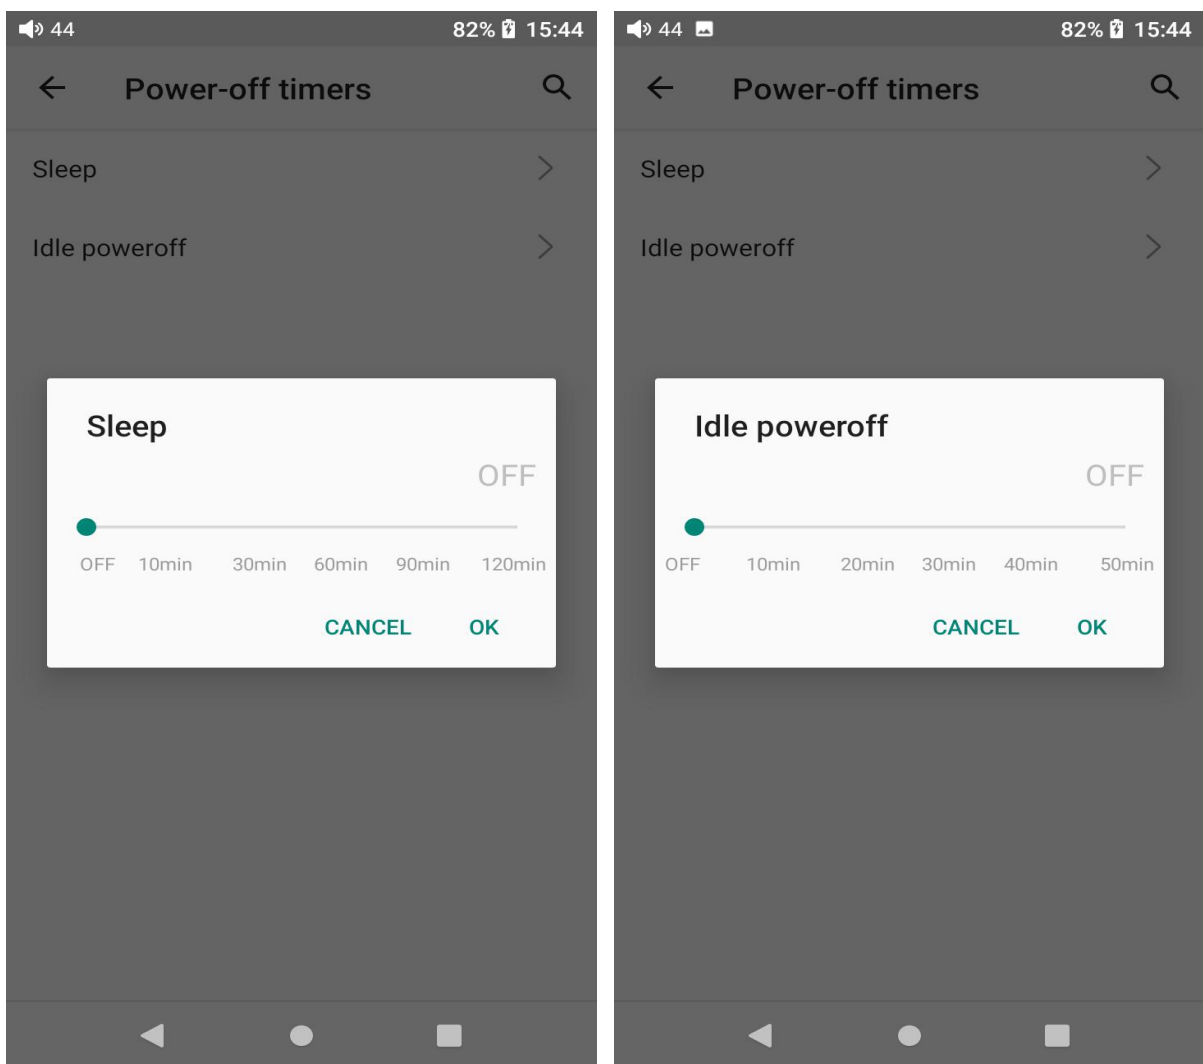 44 82% 15:44
Power-off timers
Sleep
Idle poweroff
Sleep
OFF
OFF 10min 30min 60min 90min 120min
CANCEL OK
44 82% 15:44
Power-off timers
Sleep
Idle poweroff
Idle poweroff
OFF
OFF 10min 20min 30min 40min 50min
CANCEL OK